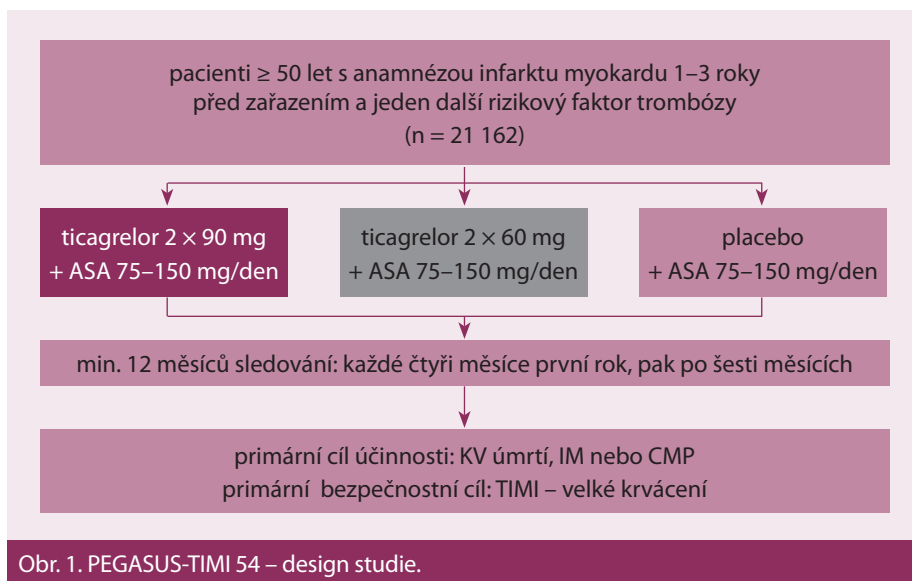 pacienti ≥ 50 let s anamnézou infarktu myokardu 1–3 roky
před zařazením a jeden další rizikový faktor trombózy
(n = 21 162)
ticagrelor 2 × 90 mg
+ ASA 75–150 mg/den
ticagrelor 2 × 60 mg
+ ASA 75–150 mg/den
placebo
+ ASA 75–150 mg/den
min. 12 měsíců sledování: každé čtyři měsíce první rok, pak po šesti měsících
primární cíl účinnosti: KV úmrtí, IM nebo CMP
primární bezpečnostní cíl: TIMI – velké krvácení
Obr. 1. PEGASUS-TIMI 54 – design studie.